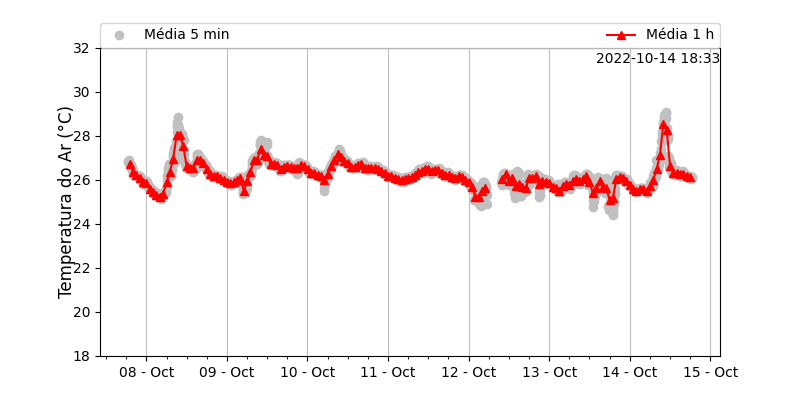 Média 5 min
Média 1 h
2022-10-14 18:33
Temperatura do Ar (°C)
32
30
28
26
24
22
20
18
08 - Oct
09 - Oct
10 - Oct
11 - Oct
12 - Oct
13 - Oct
14 - Oct
15 - Oct